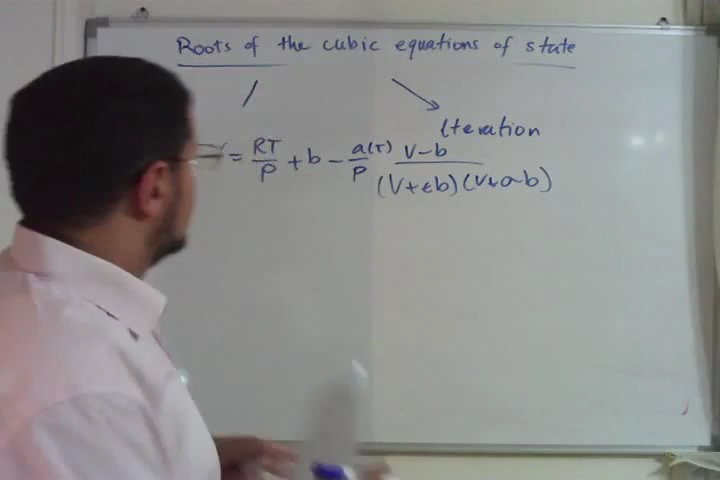 Roots of the cubic equations of state
Iteration
= RT/P + b - a(T)/P V-b/(V+εb)(V+σb)